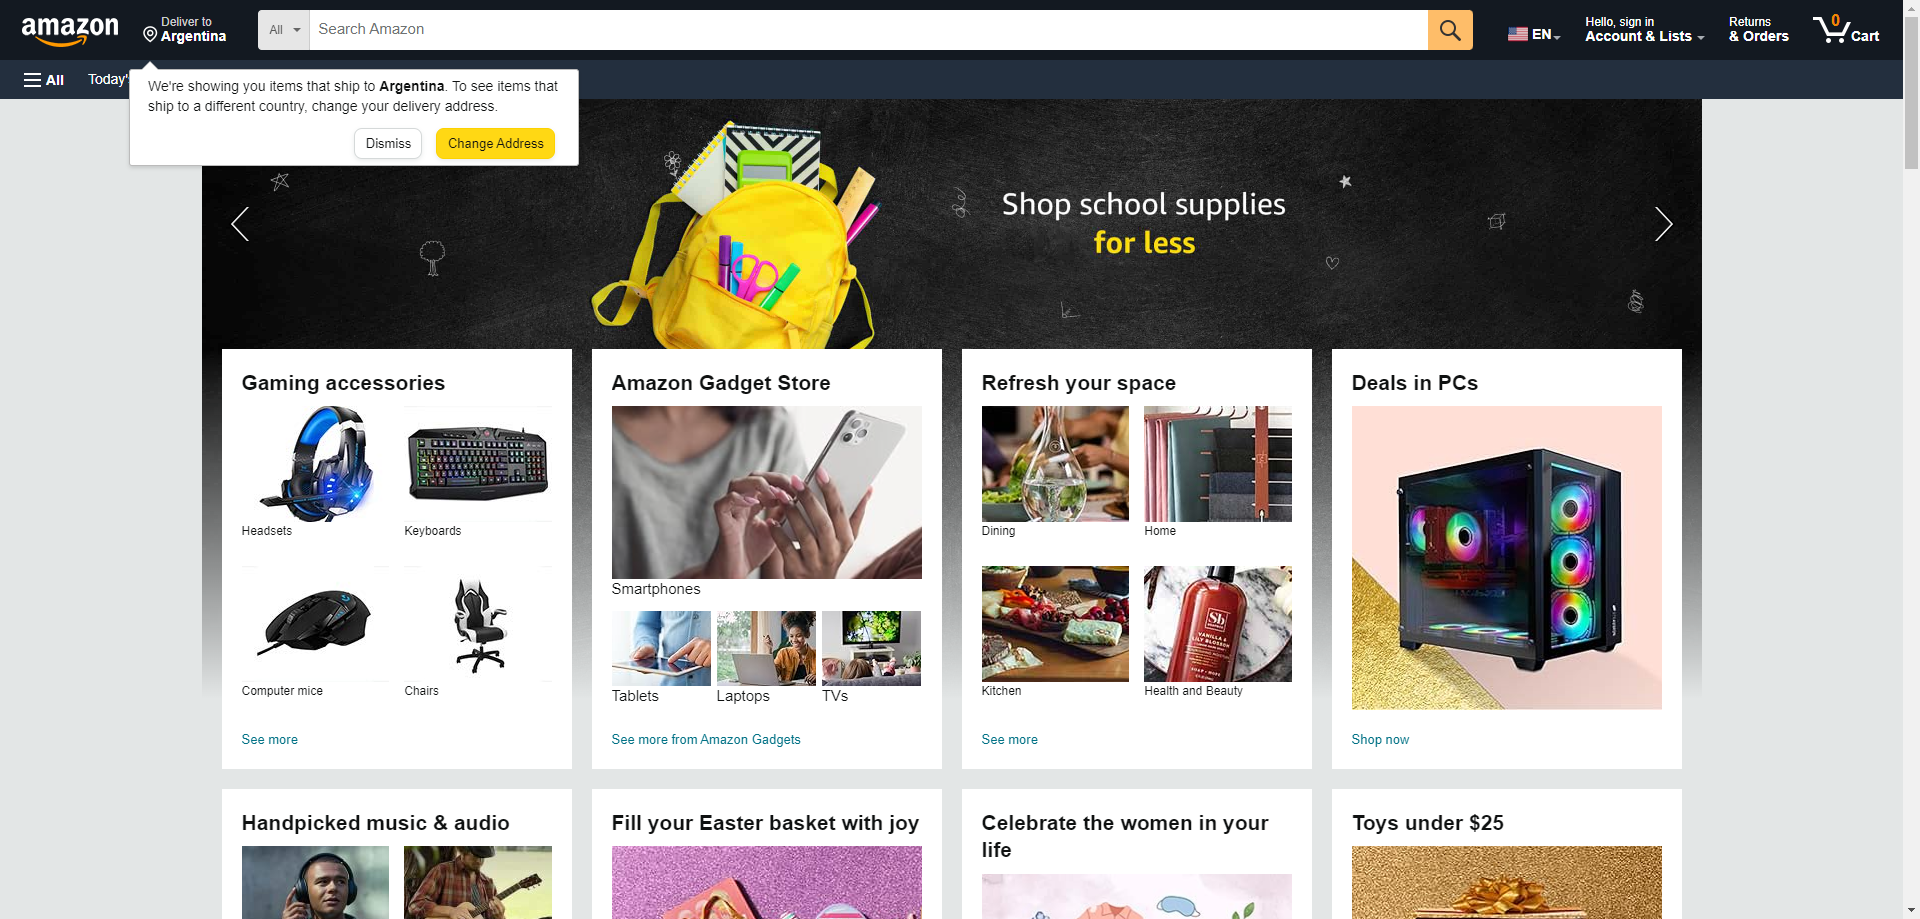 amazon
Deliver to
Argentina
All
Search Amazon
EN
Hello, sign in
Account & Lists
Returns
& Orders
0
Cart
All
Today's
We're showing you items that ship to Argentina. To see items that
ship to a different country, change your delivery address.
Dismiss
Change Address
Shop school supplies
for less
Gaming accessories
Headsets
Keyboards
Computer mice
Chairs
See more
Amazon Gadget Store
Smartphones
Tablets
Laptops
TVs
See more from Amazon Gadgets
Refresh your space
Dining
Home
Kitchen
Sb
VANILLA &
LILY BLOSSOM
Health and Beauty
See more
Deals in PCs
Shop now
Handpicked music & audio
Fill your Easter basket with joy
Celebrate the women in your
life
Toys under $25